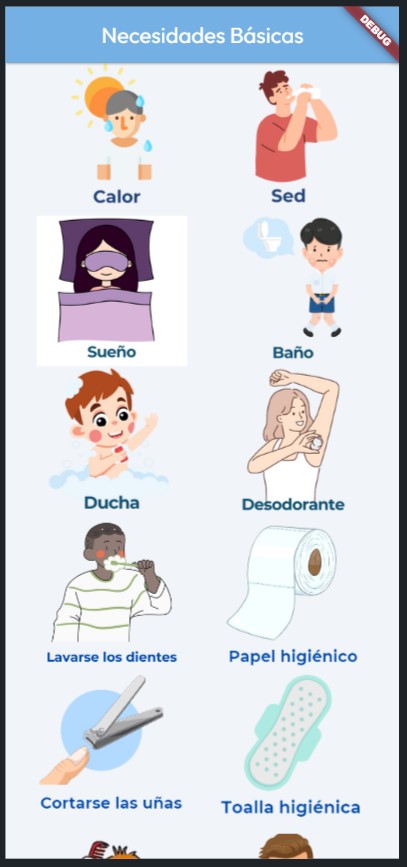 Necesidades Básicas
DEBUG
Calor
Sed
Sueño
Baño
Ducha
Desodorante
Lavarse los dientes
Papel higiénico
Cortarse las uñas
Toalla higiénica